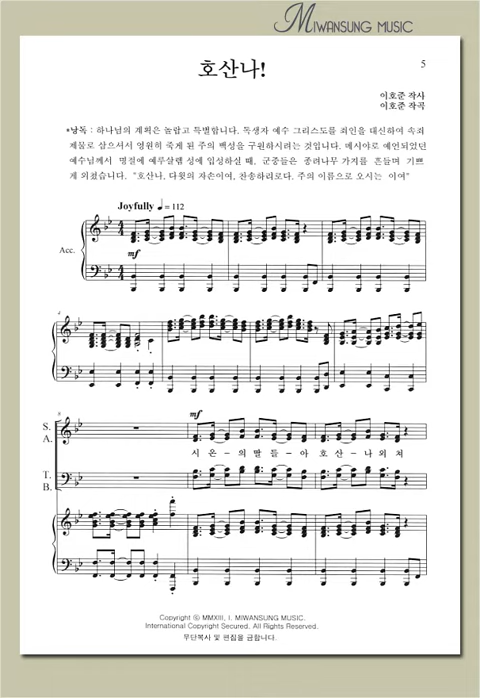 MIWANSUNG MUSIC
호산나!
5
이호준 작사
이호준 작곡
*낭독 : 하나님의 계획은 놀랍고 특별합니다. 독생자 예수 그리스도를 죄인을 대신하여 속죄
제물로 삼으셔서 영원히 죽게 된 주의 백성을 구원하시려는 것입니다. 메시야로 예언되었던
예수님께서 명절에 예루살렘 성에 입성하실 때, 군중들은 종려나무 가지를 흔들며 기쁘
게 외쳤습니다. "호산나, 다윗의 자손이여, 찬송하리로다. 주의 이름으로 오시는 이여"
Joyfully ♩= 112
Acc.
mf
4
8
mf
S.
A.
시 온 - 의 딸 들 - 아 호 산 - 나 외 쳐
T.
B.
Copyright ⓒ MMXIII, I. MIWANSUNG MUSIC.
International Copyright Secured. All Rights Reserved.
무단복사 및 편집을 금합니다.